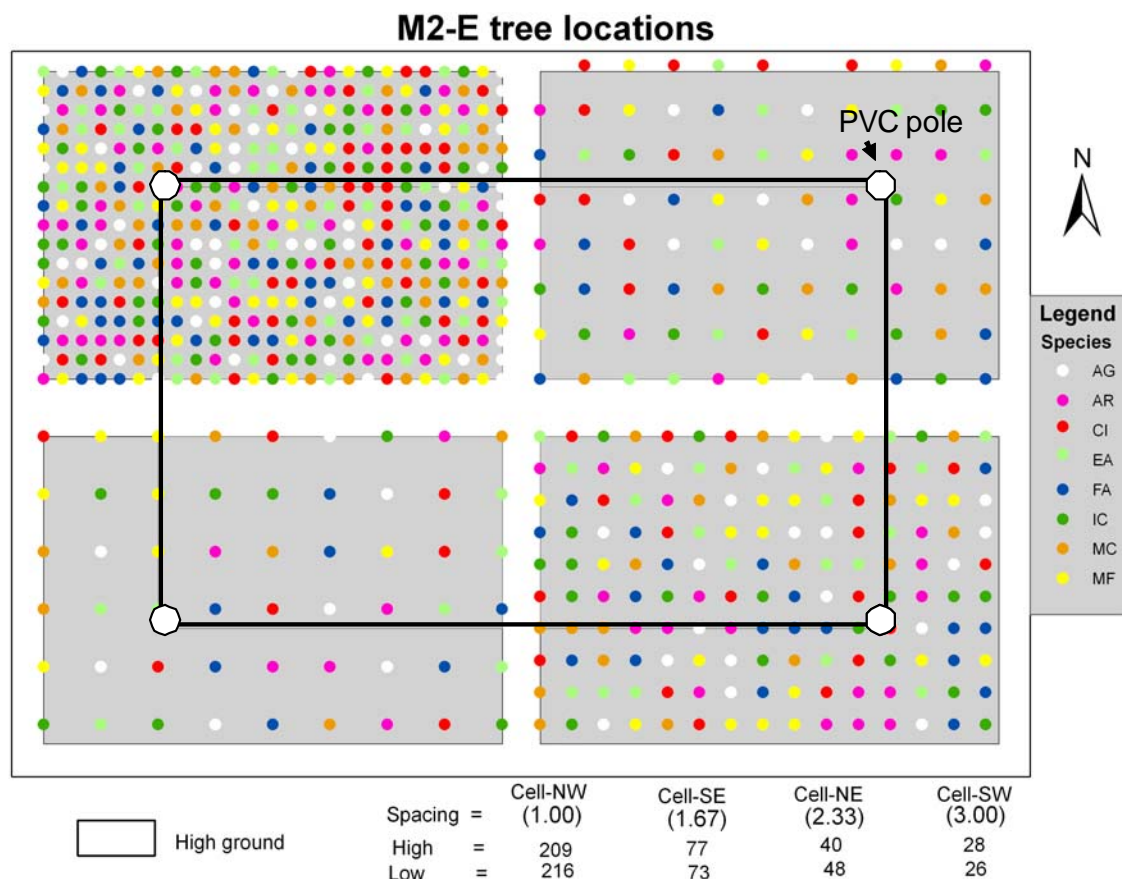 M2-E tree locations
PVC pole
N
Legend
Species
AG
AR
CI
EA
FA
IC
MC
MF
High ground
Cell-NW Cell-SE Cell-NE Cell-SW
Spacing = (1.00) (1.67) (2.33) (3.00)
High = 209 77 40 28
Low = 216 73 48 26